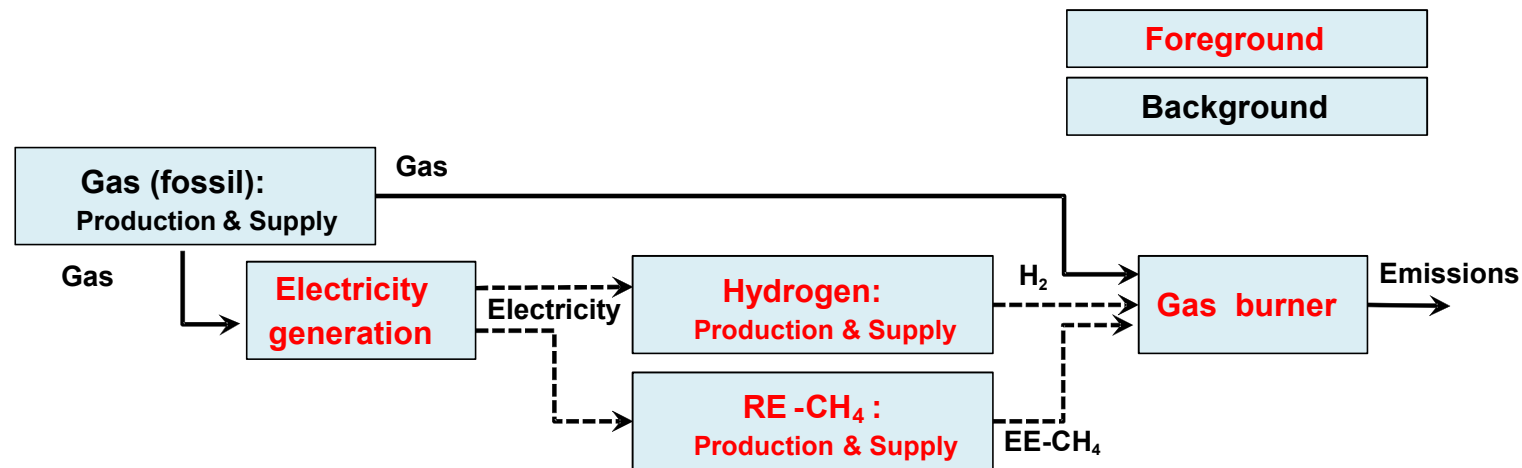 Foreground
Background
Gas (fossil):
Production & Supply
Gas
Gas
Electricity
generation
Electricity
Hydrogen:
Production & Supply
H₂
RE -CH₄ :
Production & Supply
EE-CH₄
Gas burner
Emissions